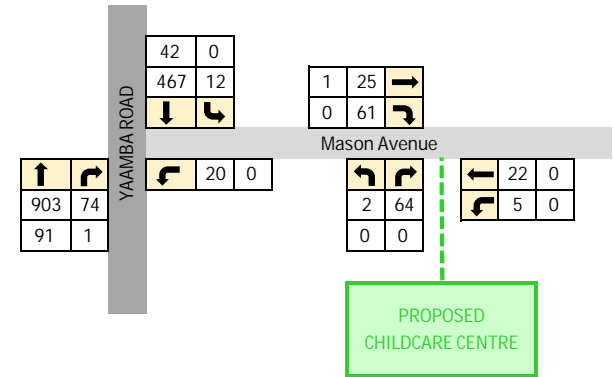 42 0
467 12
YAAMBA ROAD
1 25
0 61
Mason Avenue
20 0
903 74
91 1
2 64
0 0
22 0
5 0
PROPOSED
CHILDCARE CENTRE